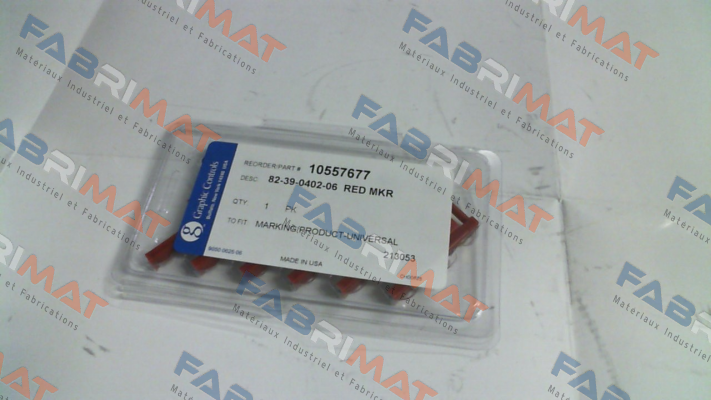 Graphic Controls
REORDER/PART # 10557677
DESC: 82-39-0402-06 RED MKR
QTY: 1 PK
TO FIT: MARKING/PRODUCT-UNIVERSAL
213053
MADE IN USA
FABRIMAT
Materiaux Industriel et Fabrications